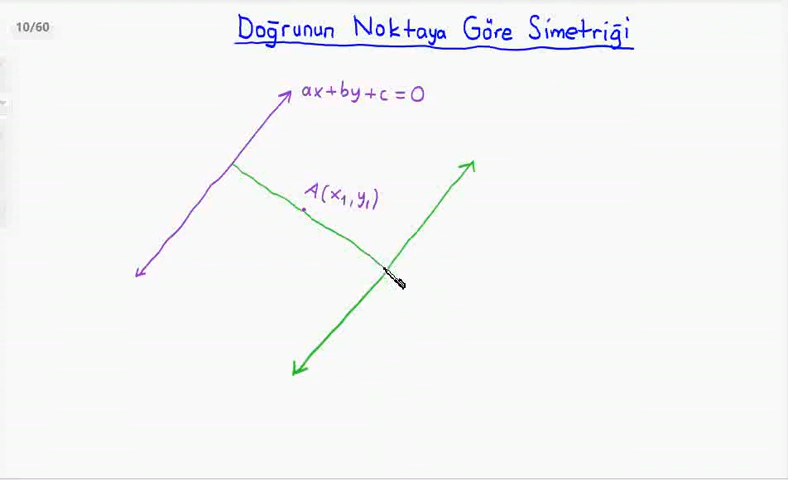 10/60
Doğrunun Noktaya Göre Simetriği
ax+by+c=0
A(x₁,y₁)